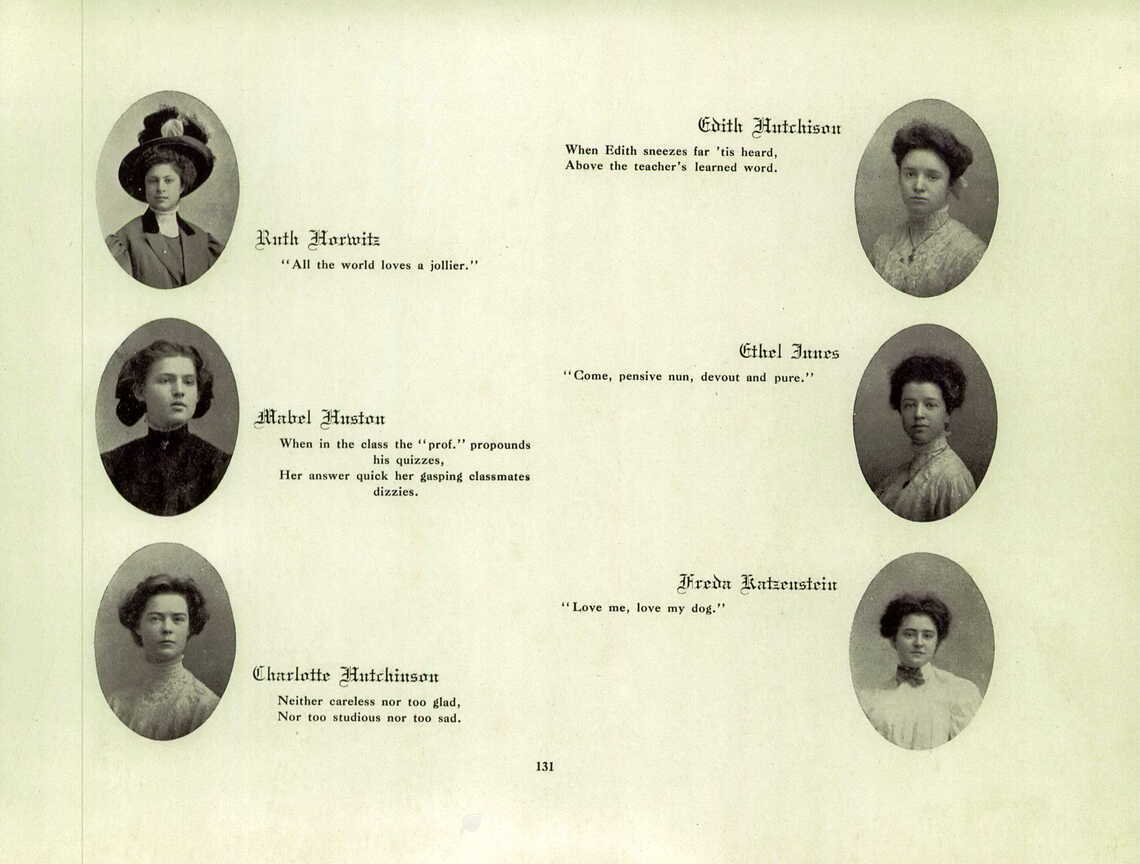 Ruth Horwitz
"All the world loves a jollier."
Mabel Huston
When in the class the "prof." propounds
his quizzes,
Her answer quick her gasping classmates
dizzies.
Charlotte Hutchinson
Neither careless nor too glad,
Nor too studious nor too sad.
Edith Hutchison
When Edith sneezes far 'tis heard,
Above the teacher's learned word.
Ethel Innes
"Come, pensive nun, devout and pure."
Freda Katzenstein
"Love me, love my dog."
131